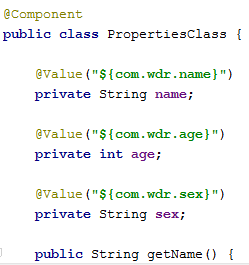 @Component
public class PropertiesClass {
@Value("${com.wdr.name}")
private String name;
@Value("${com.wdr.age}")
private int age;
@Value("${com.wdr.sex}")
private String sex;
public String getName() {